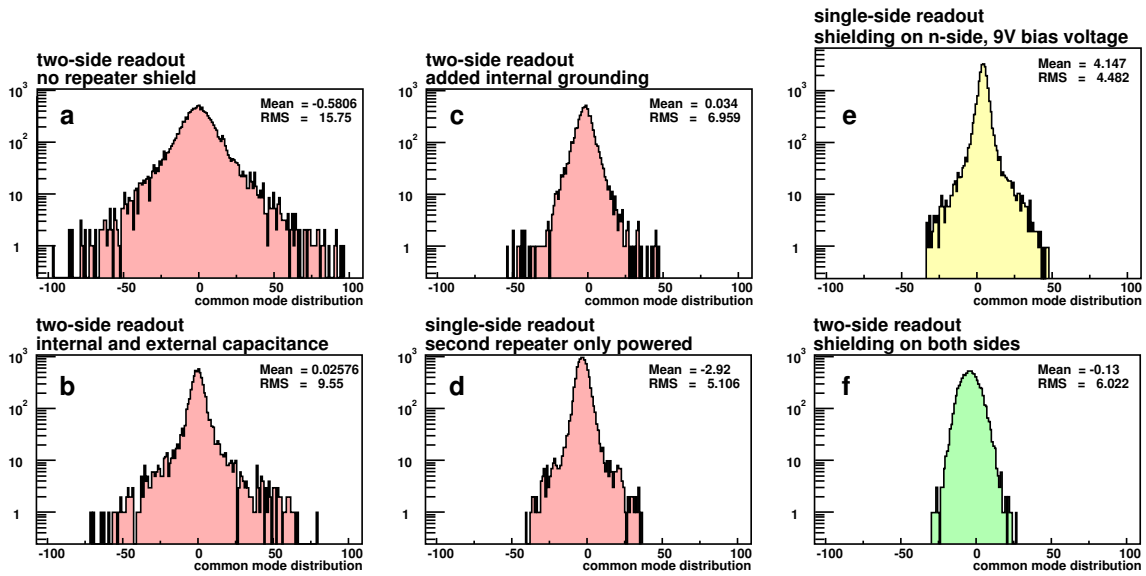 two-side readout
no repeater shield
a
Mean = -0.5806
RMS = 15.75
10³
10²
10
1
-100 -50 0 50 100
common mode distribution
two-side readout
internal and external capacitance
b
Mean = 0.02576
RMS = 9.55
10³
10²
10
1
-100 -50 0 50 100
common mode distribution
two-side readout
added internal grounding
c
Mean = 0.034
RMS = 6.959
10³
10²
10
1
-100 -50 0 50 100
common mode distribution
single-side readout
second repeater only powered
d
Mean = -2.92
RMS = 5.106
10³
10²
10
1
-100 -50 0 50 100
common mode distribution
single-side readout
shielding on n-side, 9V bias voltage
e
Mean = 4.147
RMS = 4.482
10³
10²
10
1
-100 -50 0 50 100
common mode distribution
two-side readout
shielding on both sides
f
Mean = -0.13
RMS = 6.022
10³
10²
10
1
-100 -50 0 50 100
common mode distribution